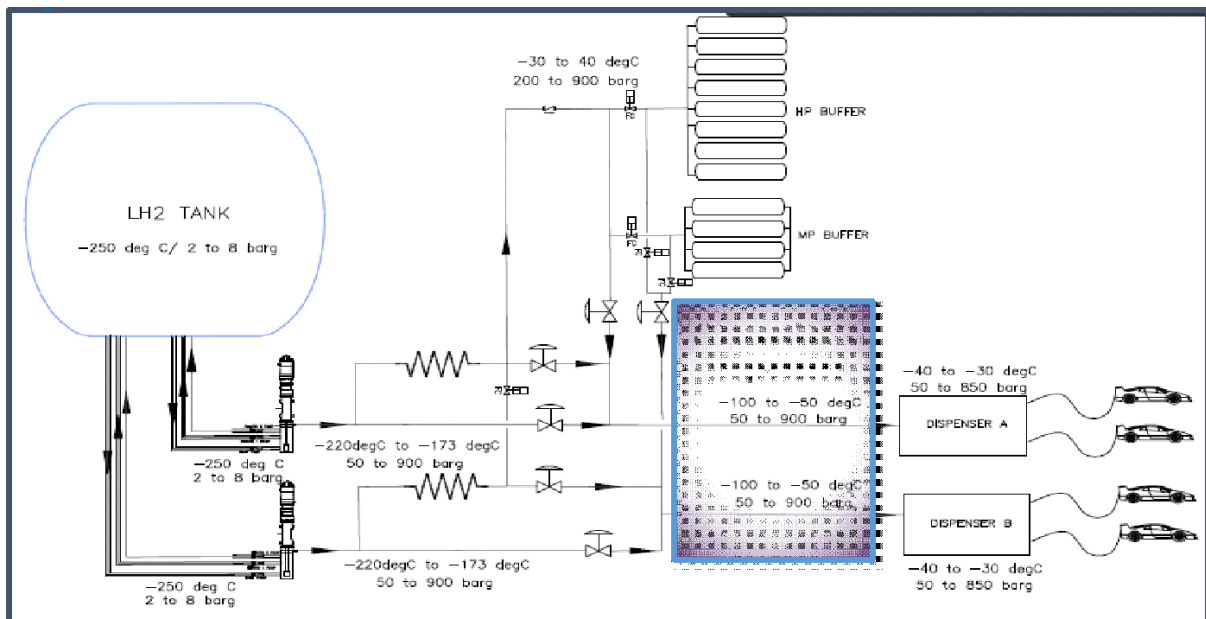 -30 to 40 degC
200 to 900 barg
HP BUFFER
LH2 TANK
-250 deg C/ 2 to 8 barg
MP BUFFER
-40 to -30 degC
50 to 850 barg
-100 to -50degC
50 to 900 barg
DISPENSER A
-220degC to -173 degC
50 to 900 barg
-250 deg C
2 to 8 barg
-100 to -50degC
50 to 900 barg
DISPENSER B
-220degC to -173 degC
50 to 900 barg
-40 to -30 degC
50 to 850 barg
-250 deg C
2 to 8 barg